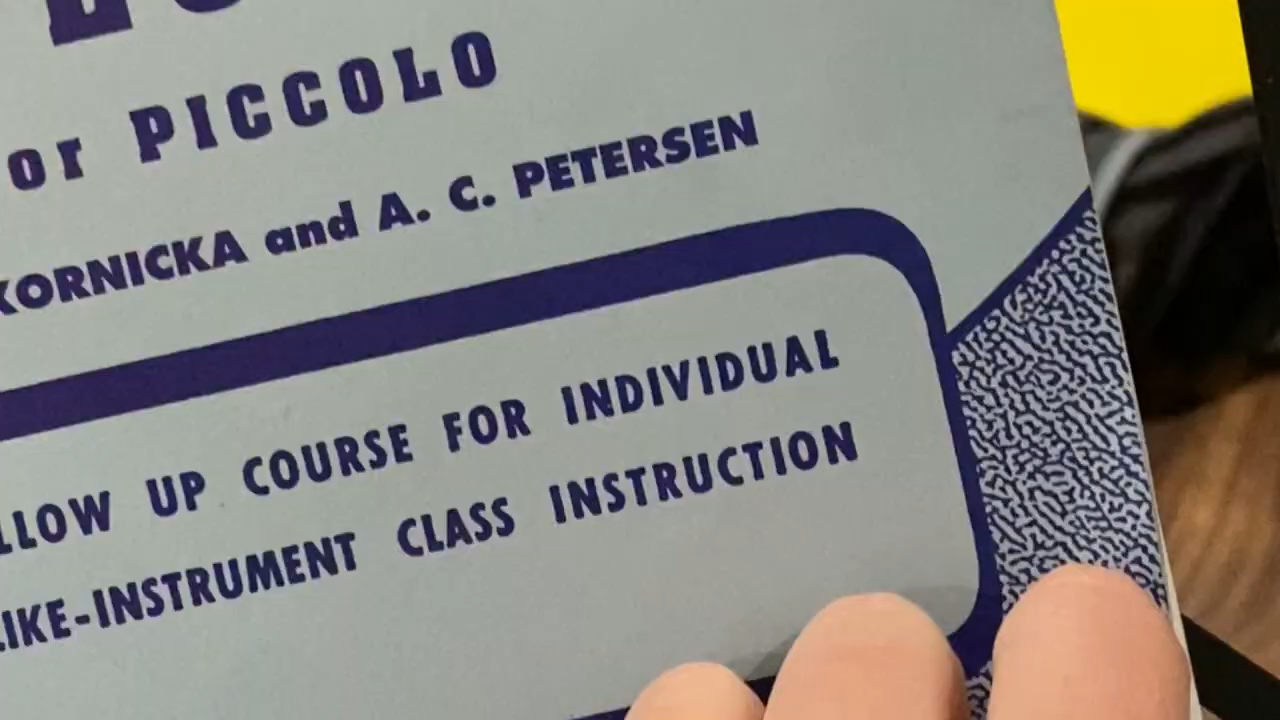 or PICCOLO
KORNICKA and A. C. PETERSEN
LLOW UP COURSE FOR INDIVIDUAL
LIKE-INSTRUMENT CLASS INSTRUCTION